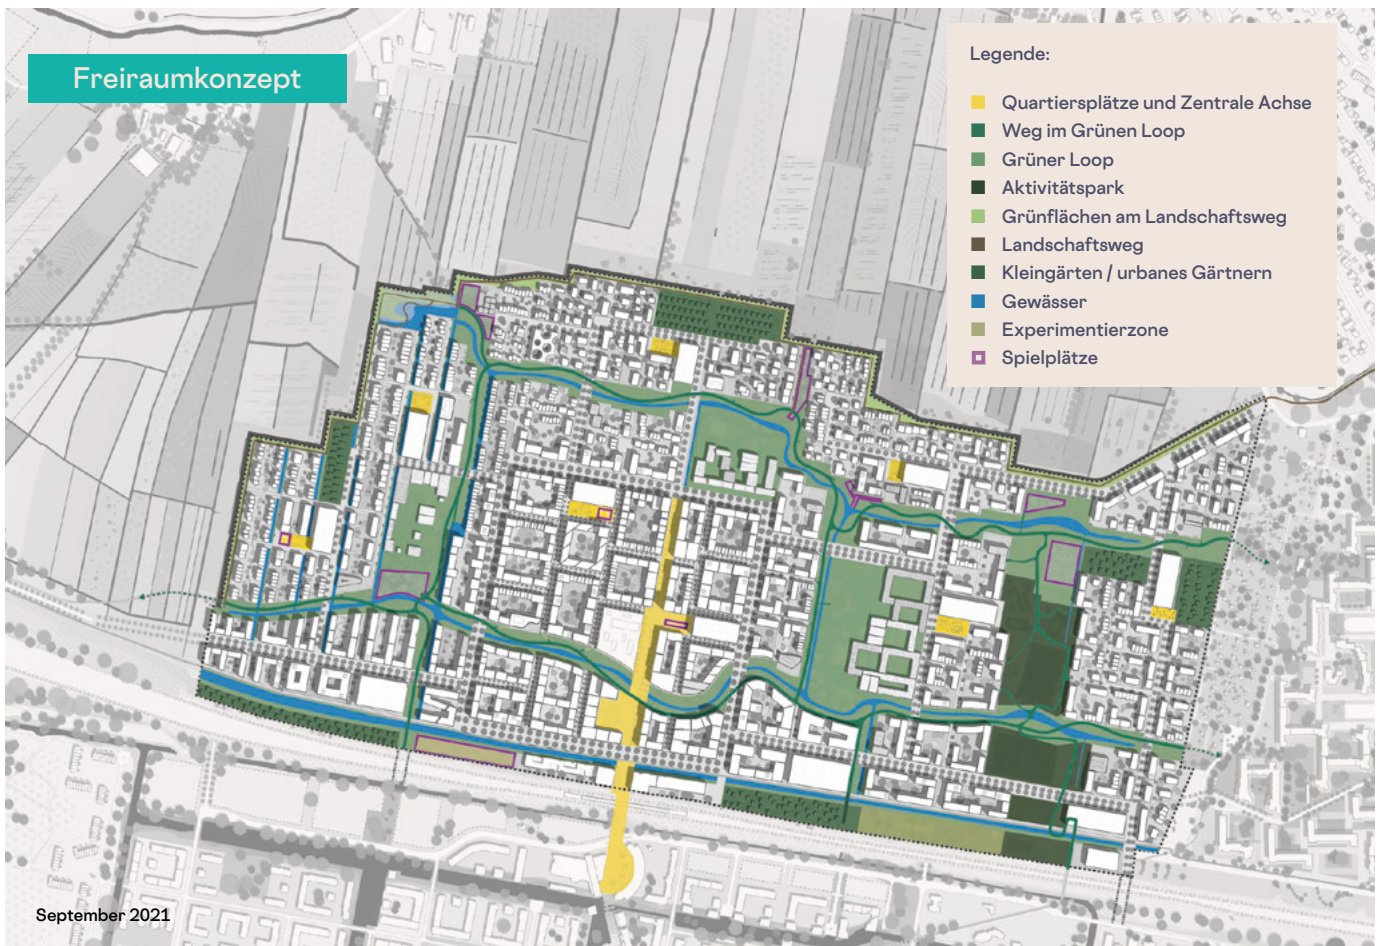 Freiraumkonzept
Legende:
Quartiersplätze und Zentrale Achse
Weg im Grünen Loop
Grüner Loop
Aktivitätspark
Grünflächen am Landschaftsweg
Landschaftsweg
Kleingärten / urbanes Gärtnern
Gewässer
Experimentierzone
Spielplätze
September 2021